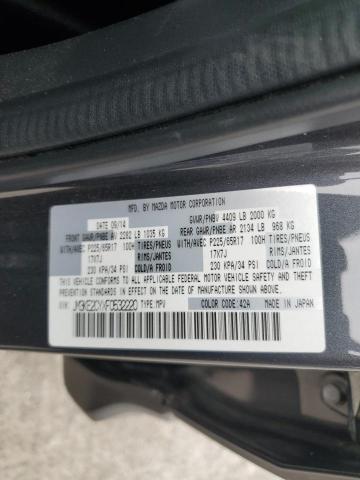 MFD. BY MAZDA MOTOR CORPORATION
DATE 09/14 GVWR/PNBV 4409 LB 2000 KG
FRONT GAWR/PNBE AV 2282 LB 1035 KG REAR GAWR/PNBE AR 2134 LB 968 KG
WITH/AVEC P225/65R17 100H TIRES/PNEUS WITH/AVEC P225/65R17 100H TIRES/PNEUS
17X7J RIMS/JANTES 17X7J RIMS/JANTES
230 KPA/34 PSI COLD/A FROID 230 KPA/34 PSI COLD/A FROID
THIS VEHICLE CONFORMS TO ALL APPLICABLE FEDERAL MOTOR VEHICLE SAFETY, BUMPER, AND THEFT
PREVENTION STANDARDS IN EFFECT ON THE DATE OF MANUFACTURE
SHOWN ABOVE.
VIN: TYPE:MPV COLOR CODE: 42A MADE IN JAPAN